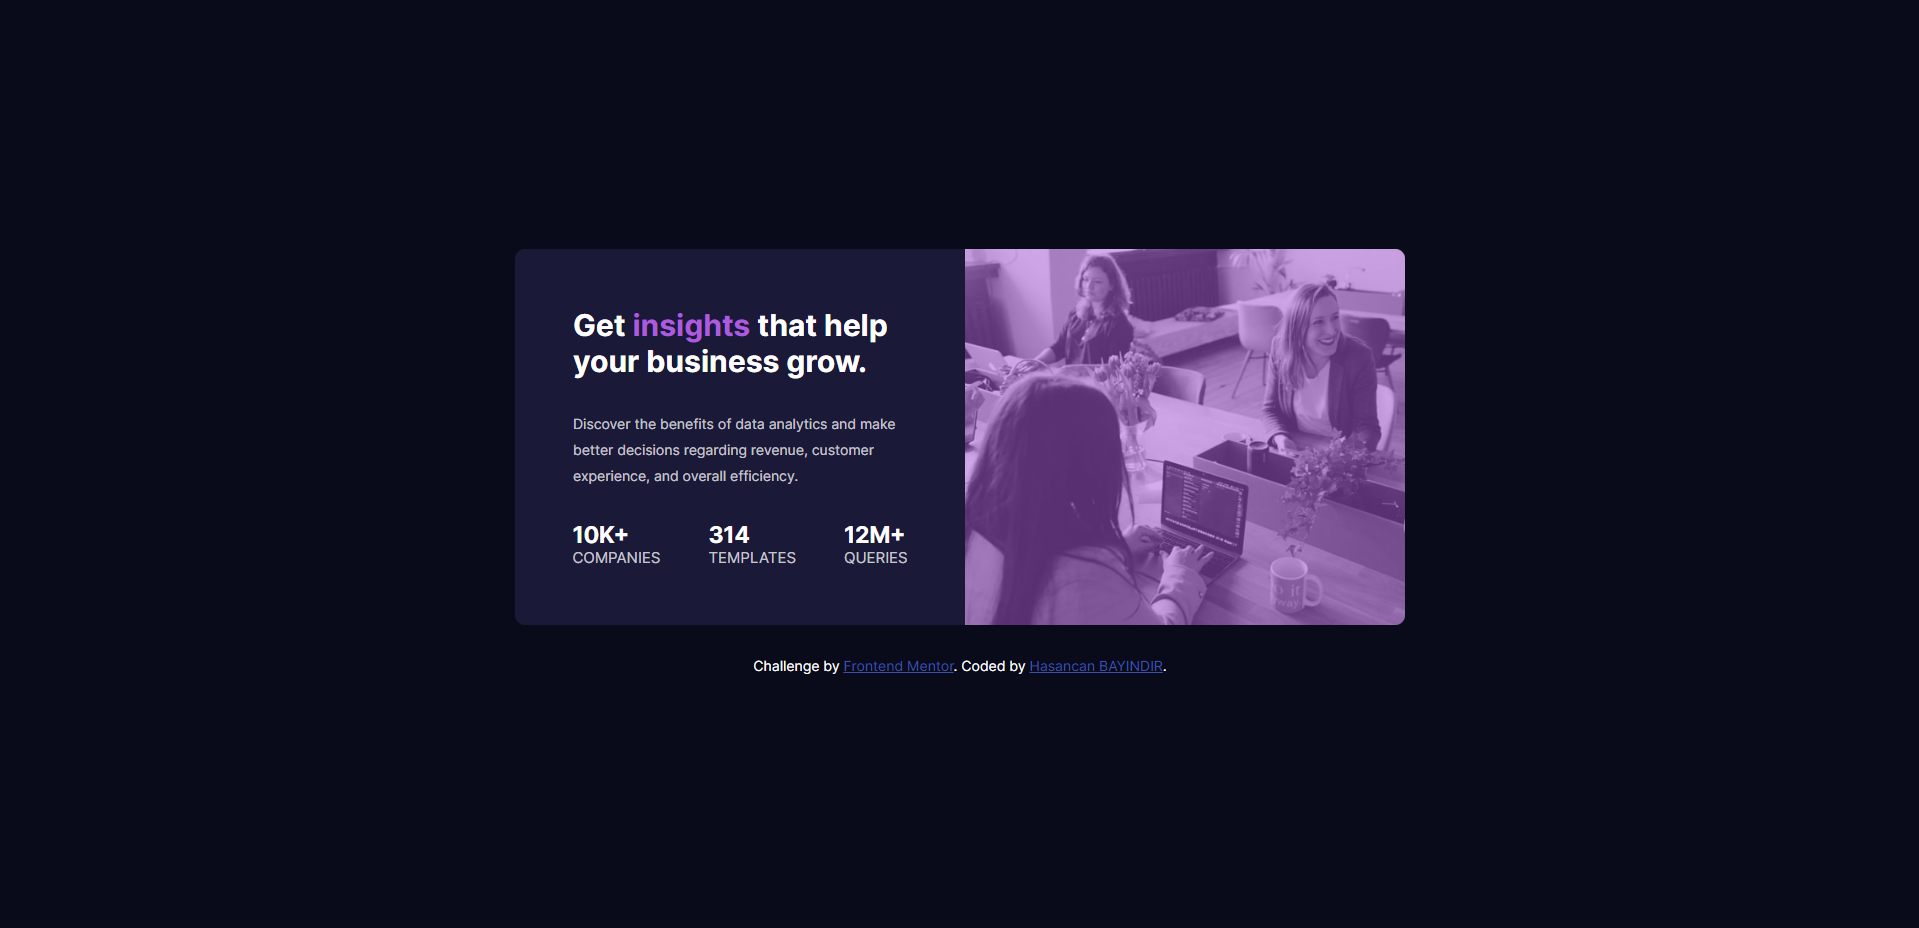 Get insights that help
your business grow.
Discover the benefits of data analytics and make
better decisions regarding revenue, customer
experience, and overall efficiency.
10K+ 314 12M+
COMPANIES TEMPLATES QUERIES
Challenge by Frontend Mentor. Coded by Hasancan BAYINDIR.